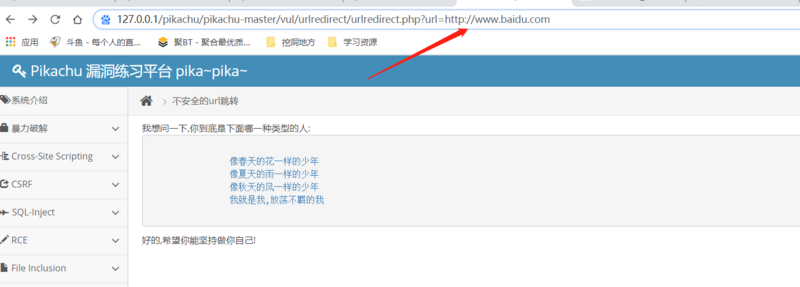 127.0.0.1/pikachu/pikachu-master/vul/urlredirect/urlredirect.php?url=http://www.baidu.com
应用 斗鱼 - 每个人的直... 聚BT - 聚合最优质... 挖洞地方 学习资源
Pikachu 漏洞练习平台 pika~pika~
系统介绍
不安全的url跳转
暴力破解
我想问一下,你到底是下面哪一种类型的人:
Cross-Site Scripting
像春天的花一样的少年
像夏天的雨一样的少年
CSRF
像秋天的风一样的少年
我就是我,放荡不羁的我
SQL-Inject
RCE
好的,希望你能坚持做你自己!
File Inclusion